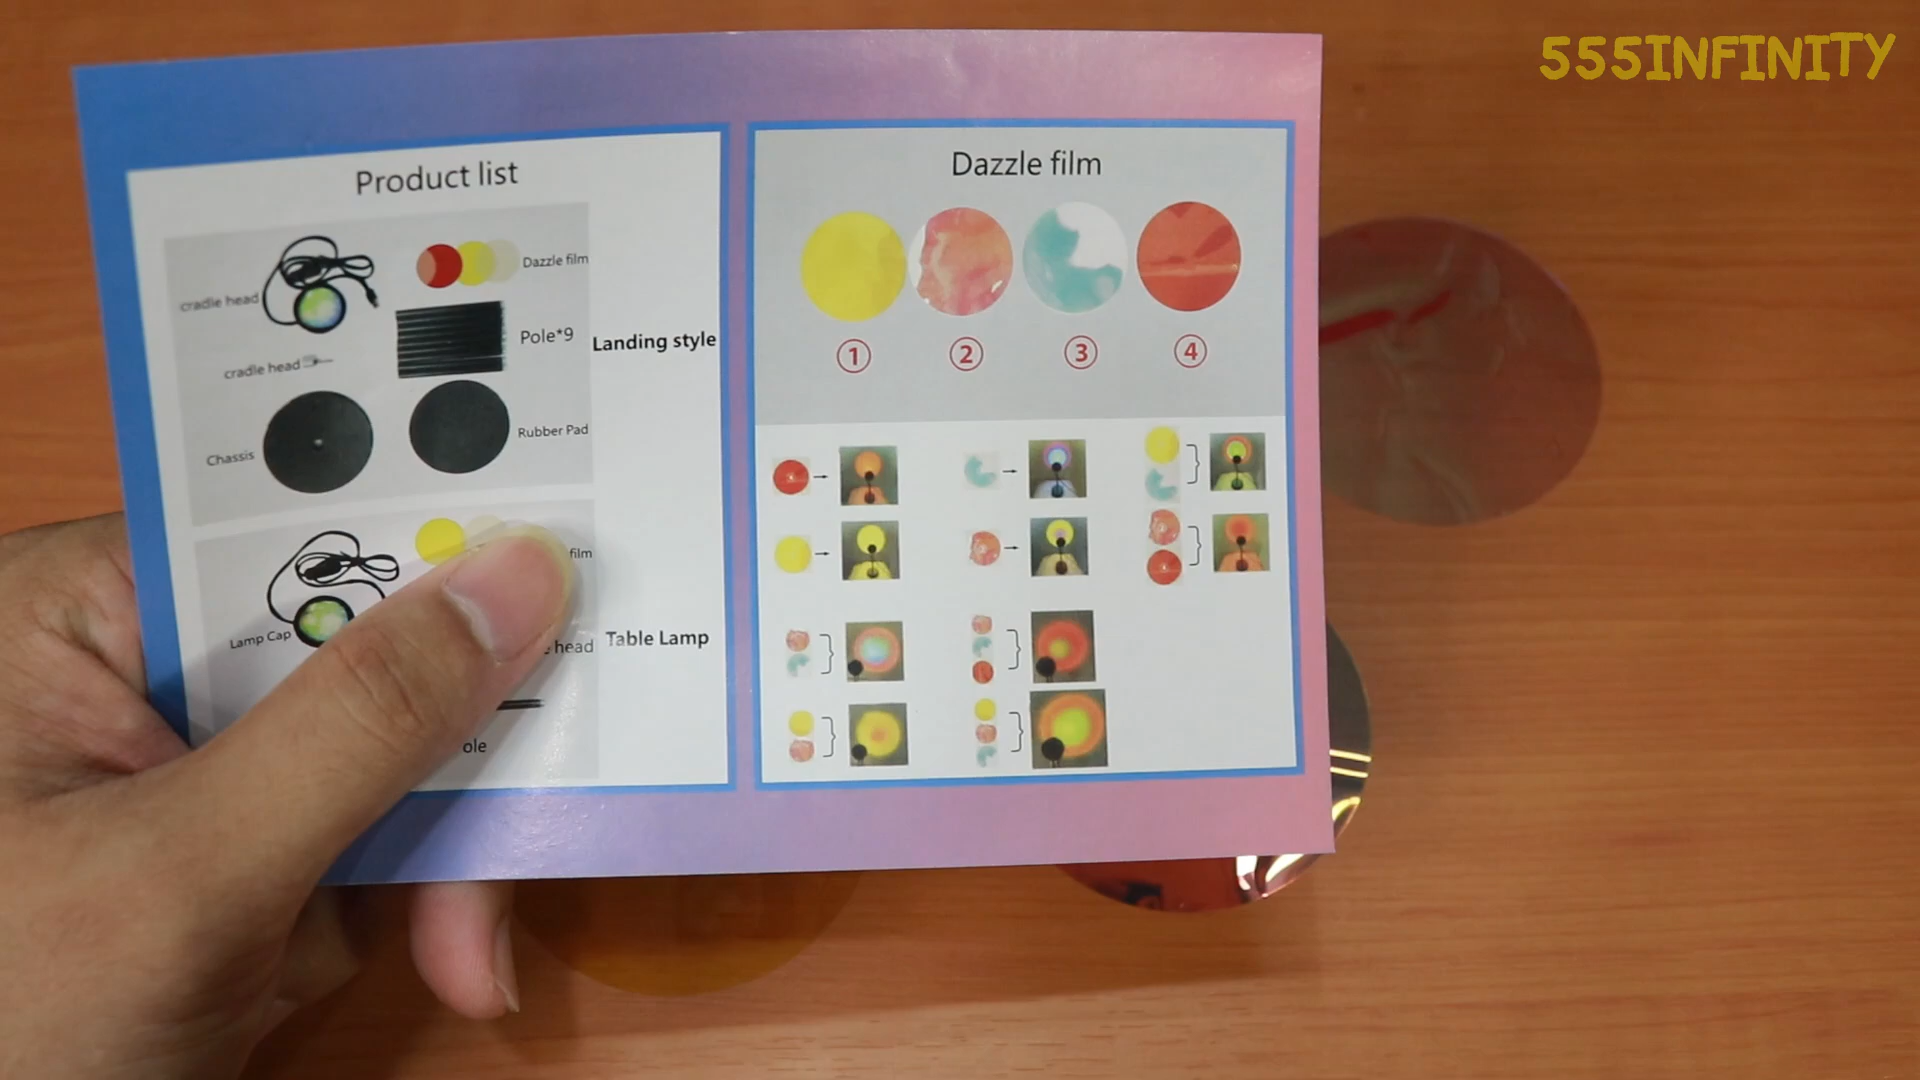 555INFINITY
Product list
Dazzle film
cradle head
Pole*9
Landing style
cradle head
Rubber Pad
Chassis
film
Lamp Cap
head
Table Lamp
ole
Dazzle film
① ② ③ ④